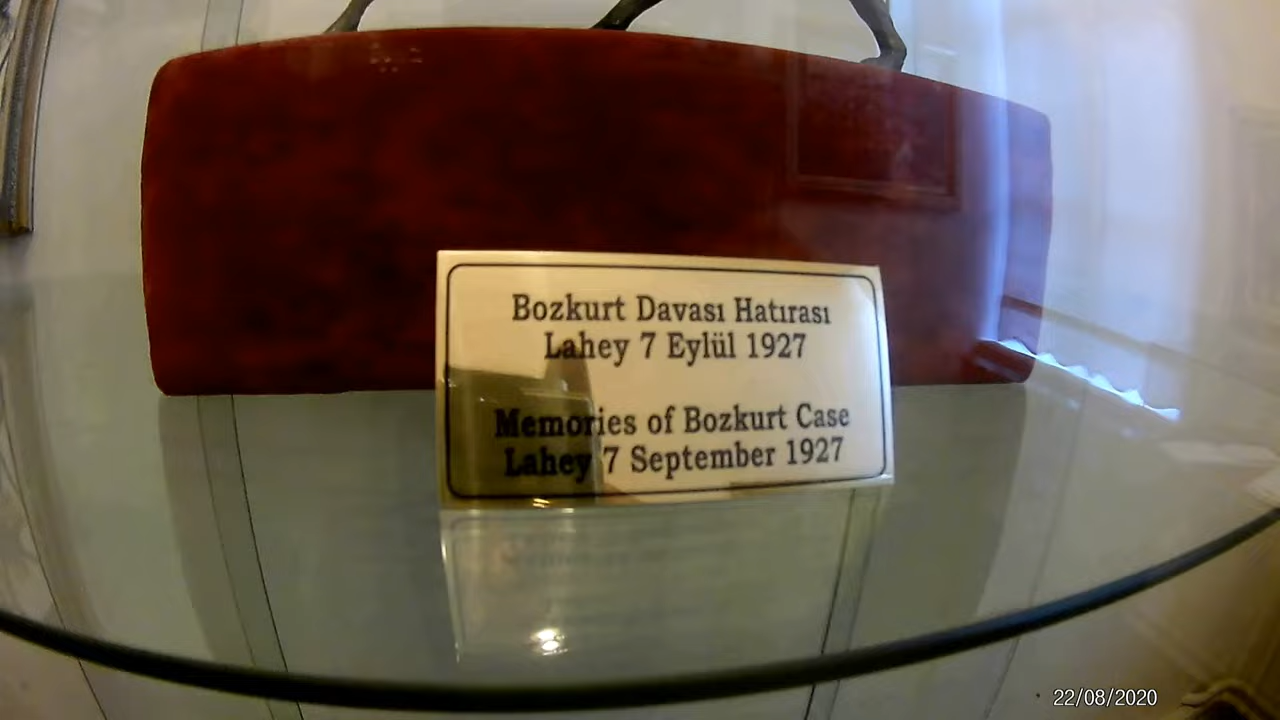 Bozkurt Davası Hatırası
Lahey 7 Eylül 1927
Memories of Bozkurt Case
Lahey 7 September 1927
22/08/2020